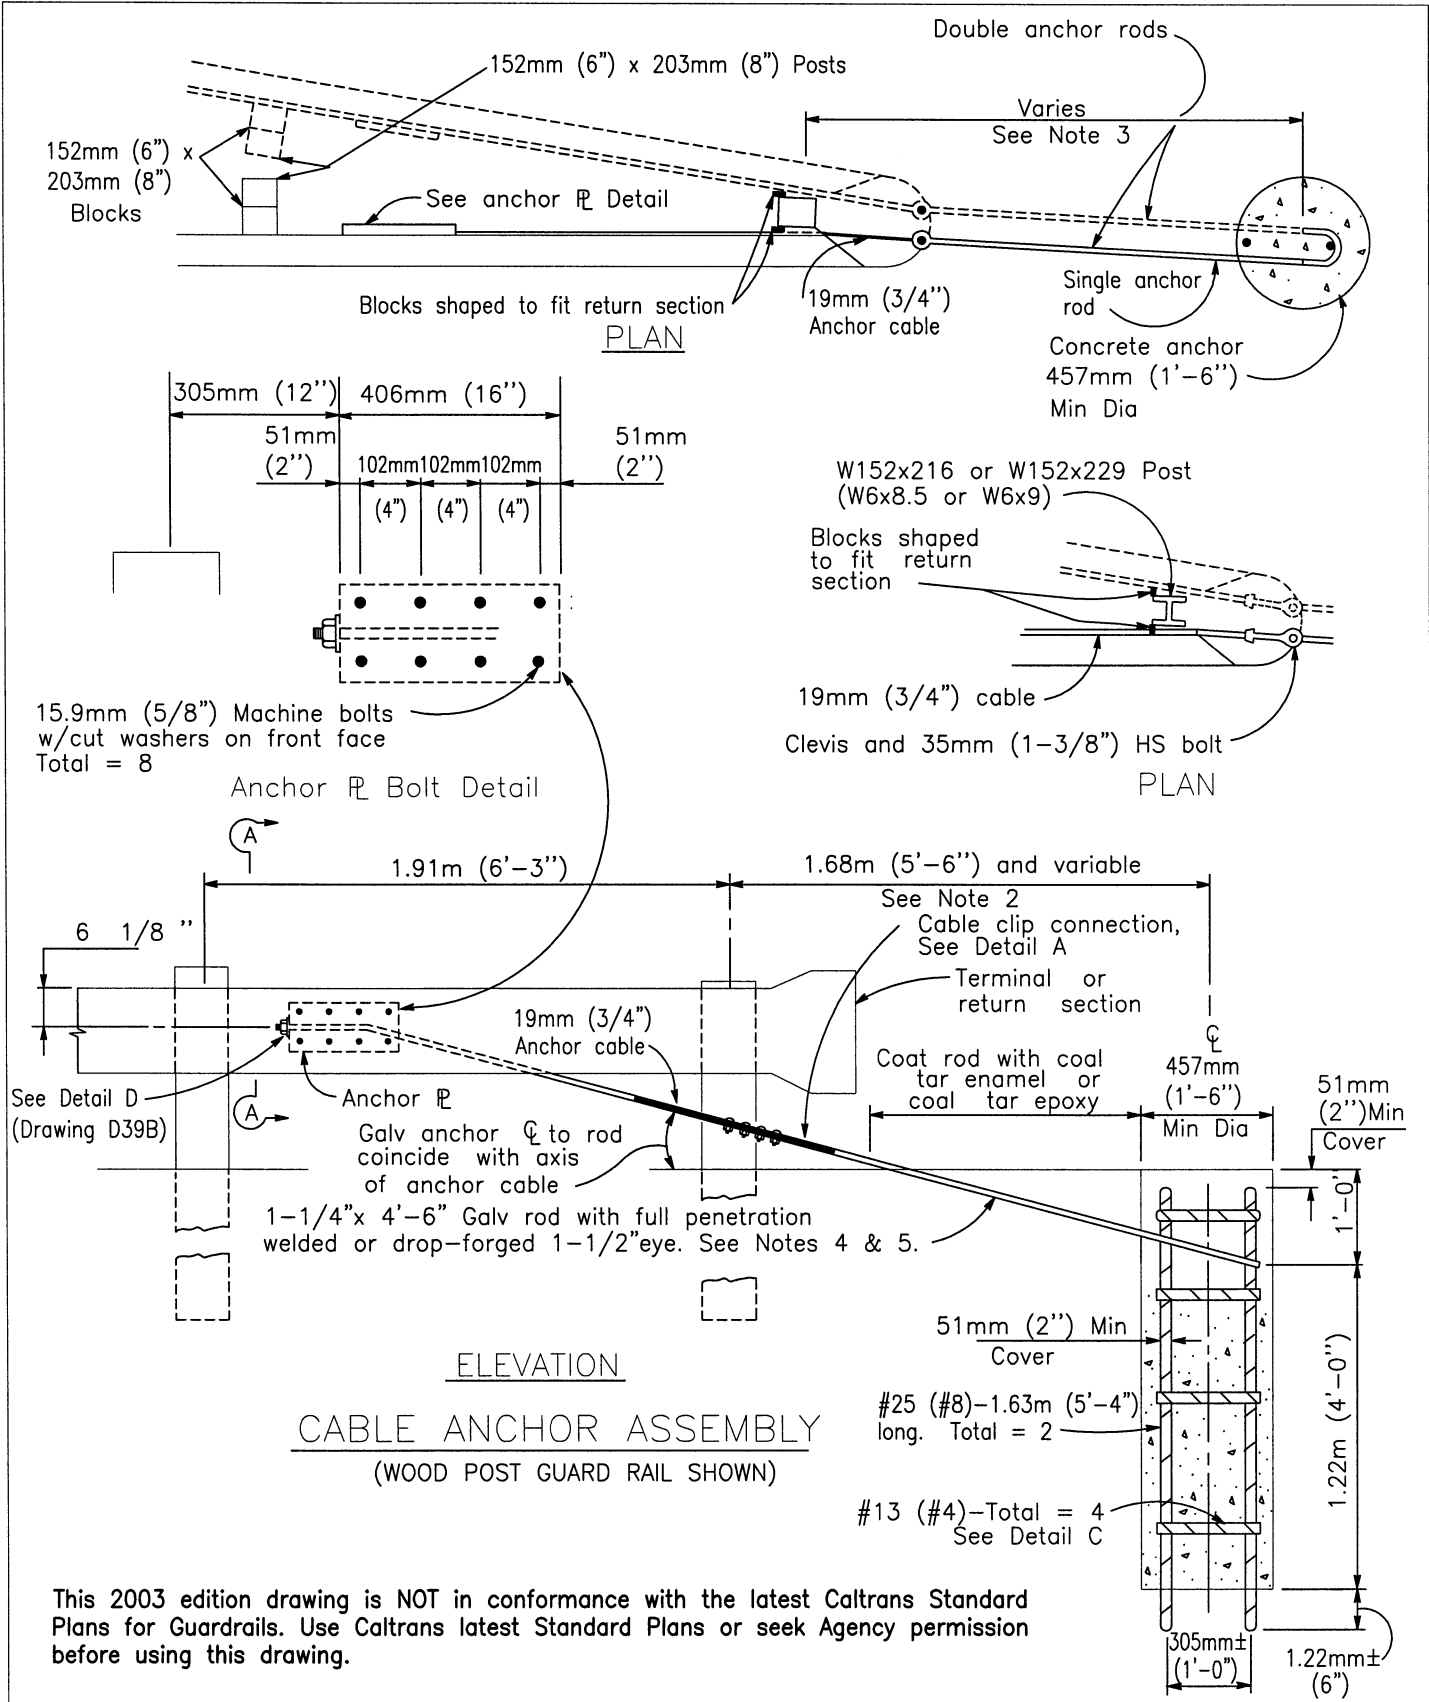 Double anchor rods
152mm (6") x 203mm (8") Posts
Varies
See Note 3
152mm (6") x
203mm (8")
Blocks
See anchor ⅊ Detail
Blocks shaped to fit return section
19mm (3/4")
Anchor cable
Single anchor
rod
PLAN
Concrete anchor
457mm (1'-6")
Min Dia
305mm (12")
406mm (16")
51mm
(2")
102mm 102mm 102mm
(4") (4") (4")
51mm
(2")
W152x216 or W152x229 Post
(W6x8.5 or W6x9)
Blocks shaped
to fit return
section
15.9mm (5/8") Machine bolts
w/cut washers on front face
Total = 8
19mm (3/4") cable
Clevis and 35mm (1-3/8") HS bolt
Anchor ⅊ Bolt Detail
PLAN
A
1.91m (6'-3")
1.68m (5'-6") and variable
See Note 2
6 1/8 "
Cable clip connection,
See Detail A
Terminal or
return section
19mm (3/4")
Anchor cable
℄
457mm
(1'-6")
Min Dia
Coat rod with coal
tar enamel or
coal tar epoxy
51mm
(2")Min
Cover
See Detail D
(Drawing D39B)
A
Anchor ⅊
Galv anchor ℄ to rod
coincide with axis
of anchor cable
1-1/4"x 4'-6" Galv rod with full penetration
welded or drop-forged 1-1/2"eye. See Notes 4 & 5.
1'-0"
51mm (2") Min
Cover
ELEVATION
#25 (#8)-1.63m (5'-4")
long. Total = 2
1.22m (4'-0")
CABLE ANCHOR ASSEMBLY
(WOOD POST GUARD RAIL SHOWN)
#13 (#4)-Total = 4
See Detail C
This 2003 edition drawing is NOT in conformance with the latest Caltrans Standard
Plans for Guardrails. Use Caltrans latest Standard Plans or seek Agency permission
before using this drawing.
305mm±
(1'-0")
1.22mm±
(6")